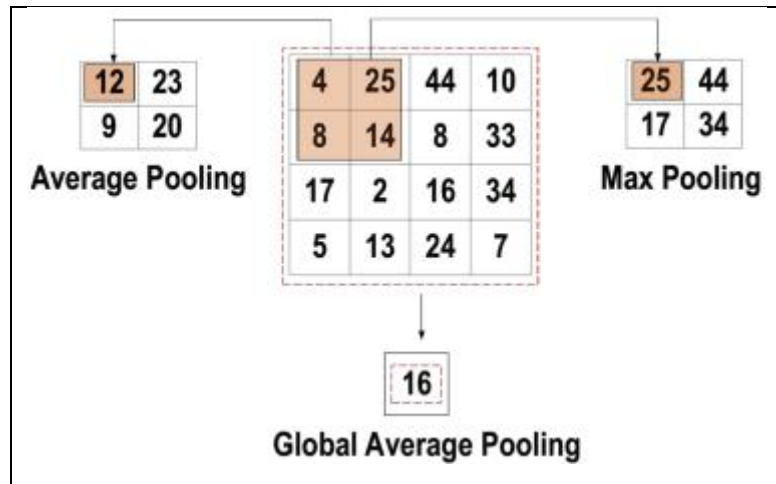 12 23
9 20
Average Pooling
4 25 44 10
8 14 8 33
17 2 16 34
5 13 24 7
25 44
17 34
Max Pooling
16
Global Average Pooling